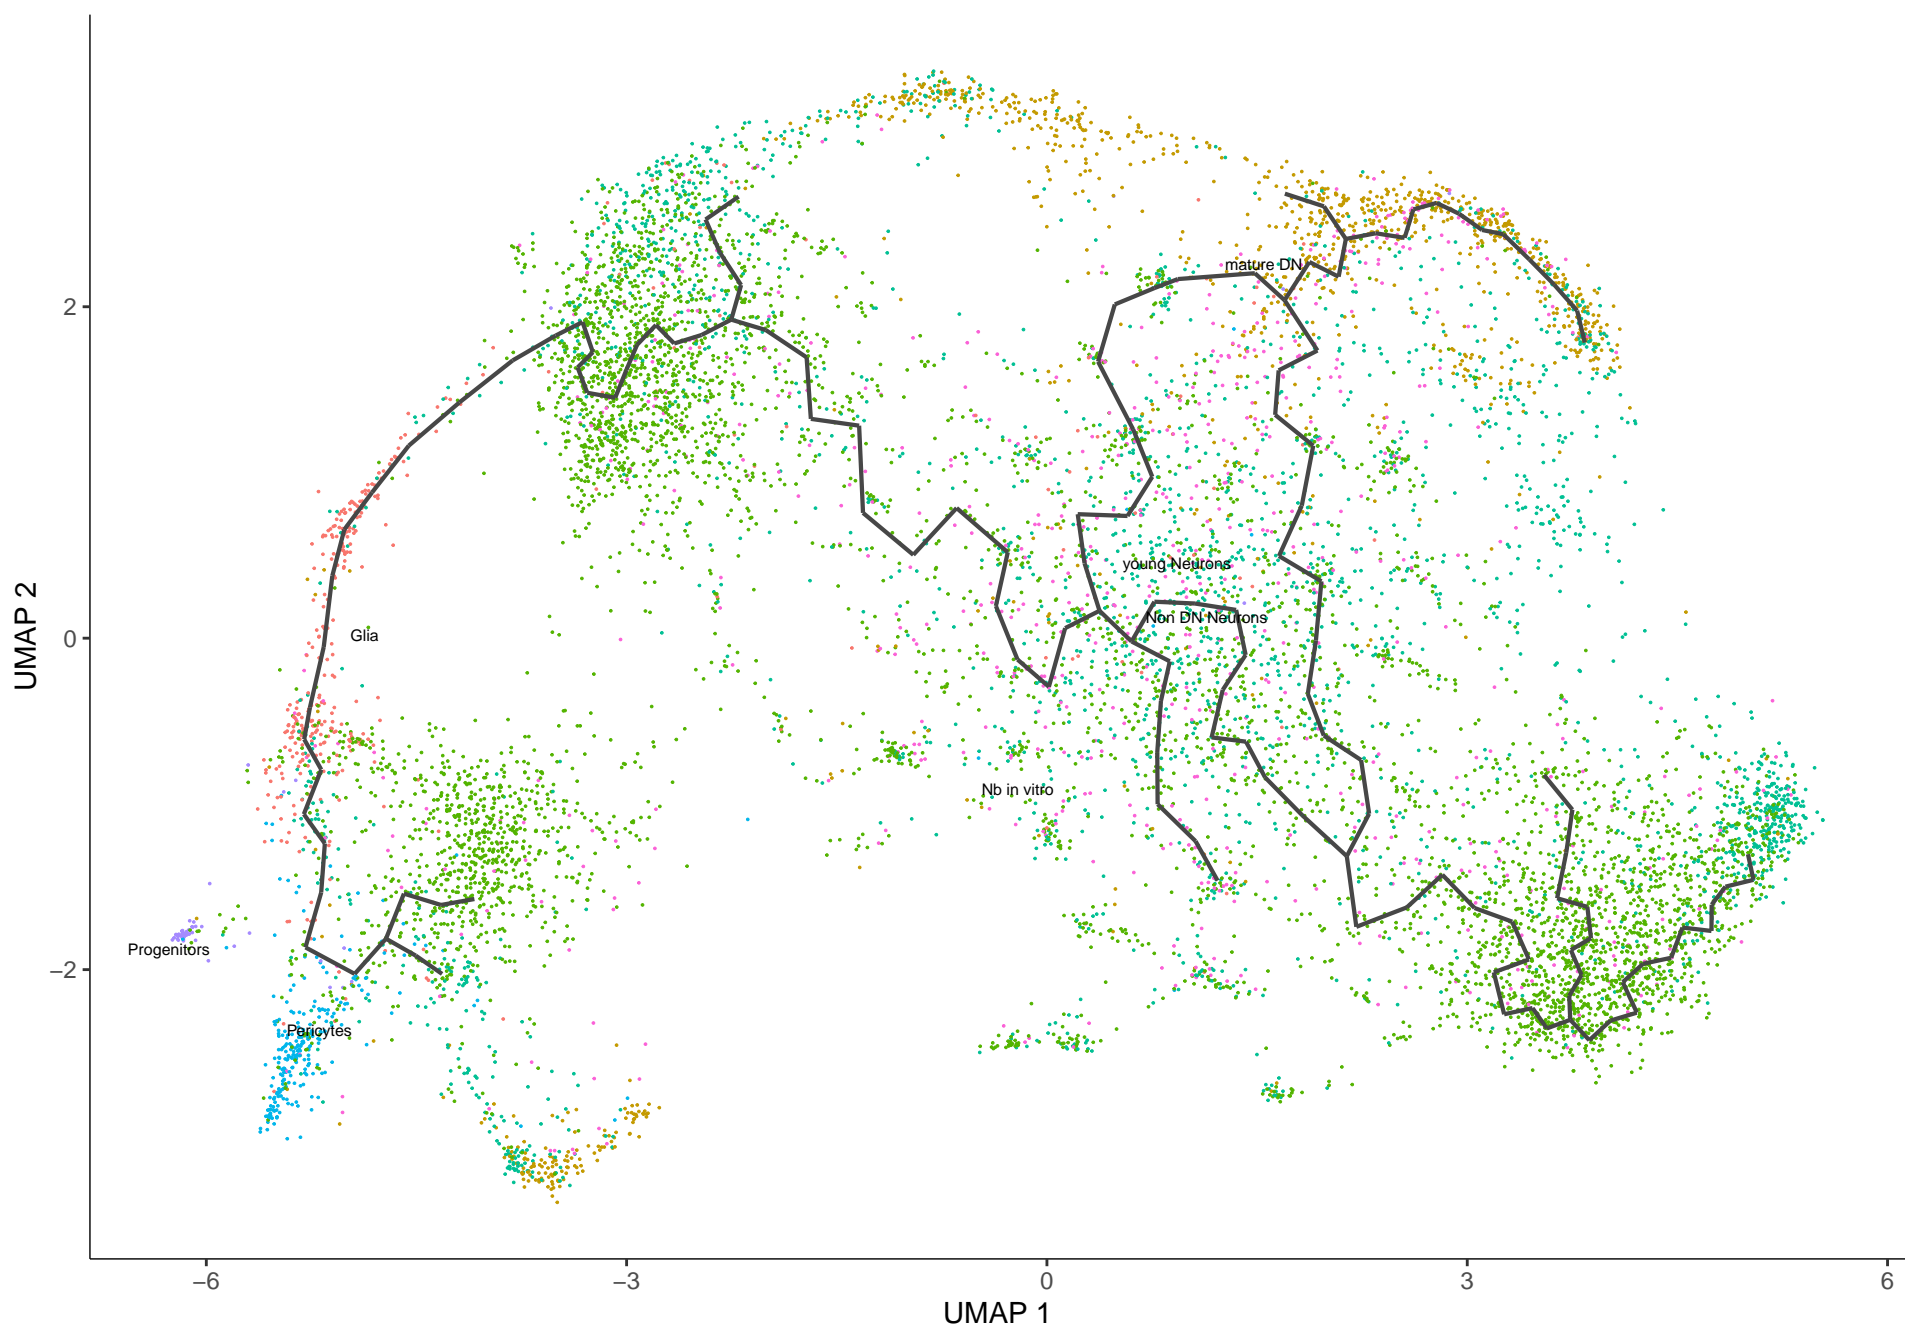 mature DN
young Neurons
Non DN Neurons
Glia
Nb in vitro
Progenitors
Pericytes
UMAP 2
2
0
−2
−6
−3
0
3
6
UMAP 1